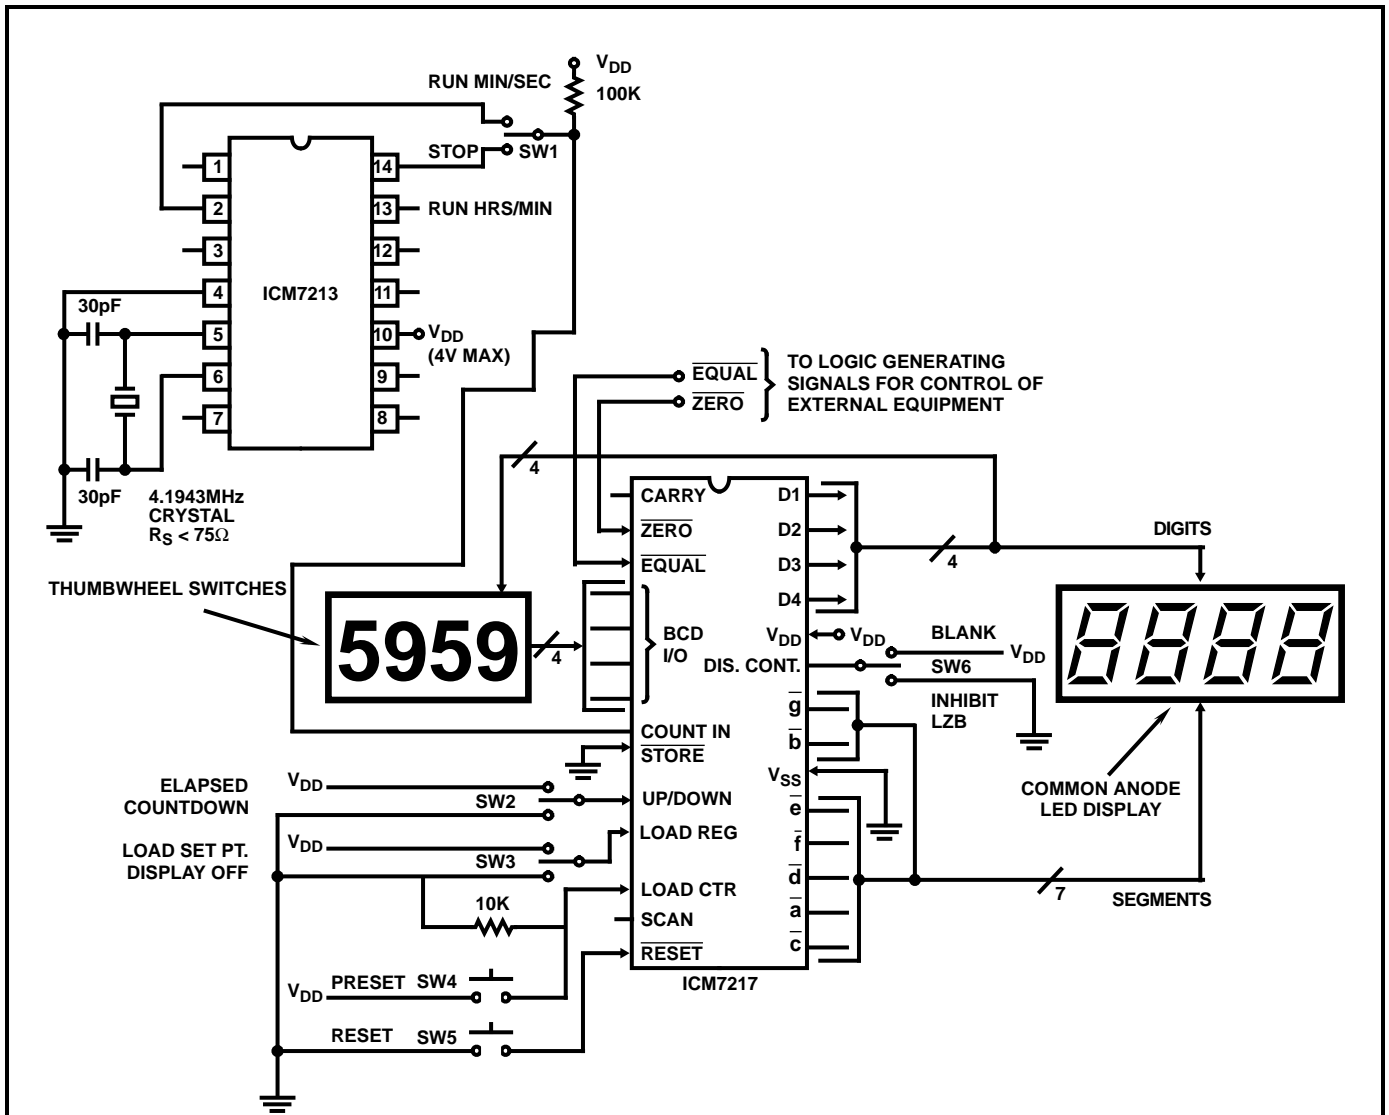 VDD
RUN MIN/SEC
100K
STOP
SW1
1
14
2
13
RUN HRS/MIN
3
12
ICM7213
4
11
30pF
5
10
VDD
(4V MAX)
6
9
7
8
30pF
4.1943MHz
CRYSTAL
RS < 75Ω
EQUAL
ZERO
TO LOGIC GENERATING
SIGNALS FOR CONTROL OF
EXTERNAL EQUIPMENT
4
CARRY
D1
ZERO
D2
EQUAL
D3
D4
4
DIGITS
THUMBWHEEL SWITCHES
5959
4
BCD
I/O
VDD
VDD
BLANK
VDD
DIS. CONT.
SW6
INHIBIT
LZB
8888
g
b
COUNT IN
STORE
VSS
COMMON ANODE
LED DISPLAY
ELAPSED
COUNTDOWN
VDD
SW2
UP/DOWN
e
LOAD SET PT.
DISPLAY OFF
VDD
SW3
LOAD REG
f
d
LOAD CTR
7
SEGMENTS
10K
SCAN
a
RESET
c
ICM7217
VDD
PRESET
SW4
RESET
SW5